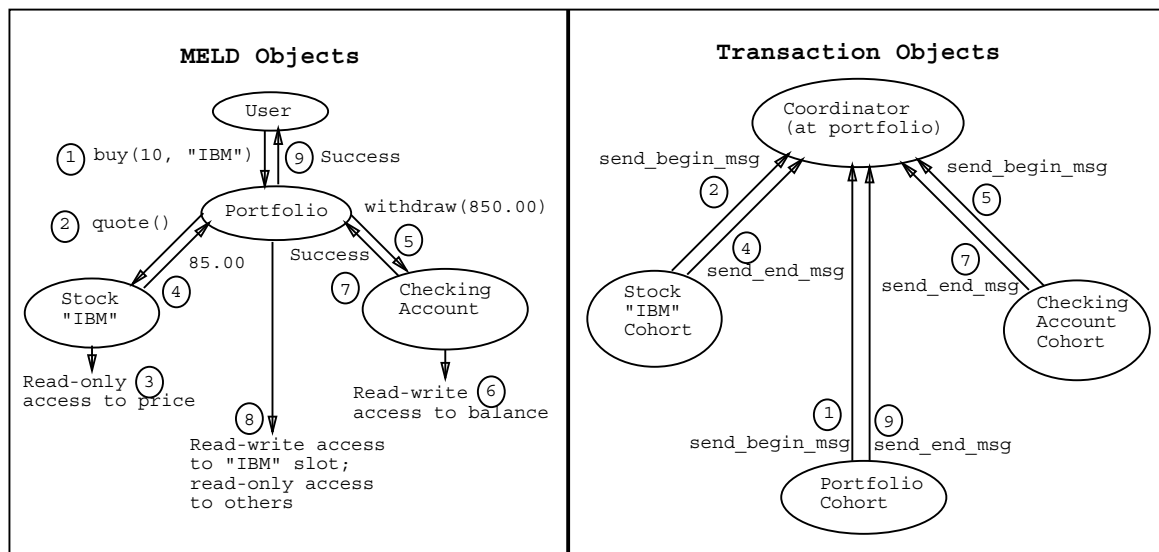 MELD Objects
User
1 buy(10, "IBM")
9 Success
Portfolio
withdraw(850.00)
2 quote()
5
85.00
Success
4
7
Stock
"IBM"
Checking
Account
Read-only 3
access to price
Read-write 6
access to balance
8
Read-write access
to "IBM" slot;
read-only access
to others
Transaction Objects
Coordinator
(at portfolio)
send_begin_msg
send_begin_msg
2
5
4
7
send_end_msg
send_end_msg
Stock
"IBM"
Cohort
Checking
Account
Cohort
1
9
send_begin_msg
send_end_msg
Portfolio
Cohort